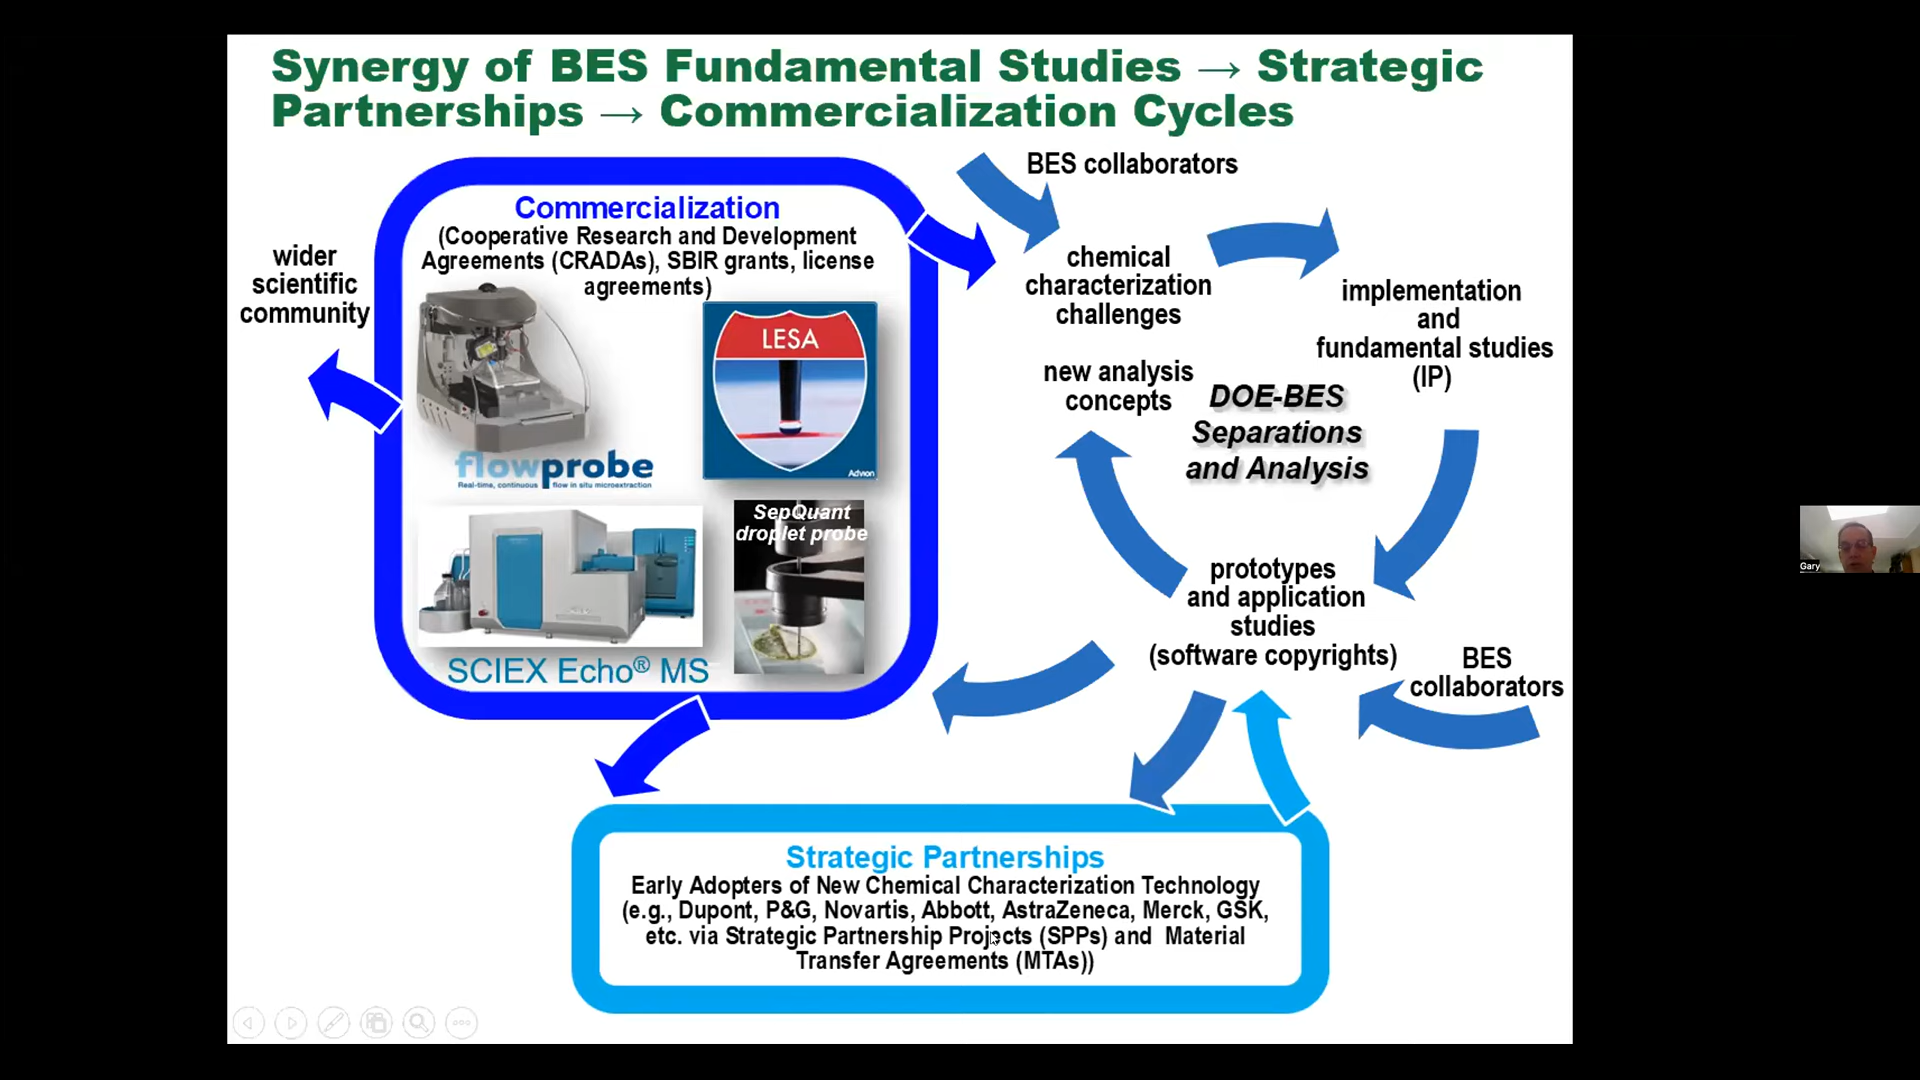 Synergy of BES Fundamental Studies → Strategic
Partnerships → Commercialization Cycles
BES collaborators
Commercialization
(Cooperative Research and Development
Agreements (CRADAs), SBIR grants, license
agreements)
wider
scientific
community
LESA
Advion
flowprobe
Real-time, continuous flow in situ microextraction
SepQuant
droplet probe
SCIEX Echo® MS
chemical
characterization
challenges
new analysis
concepts
implementation
and
fundamental studies
(IP)
DOE-BES
Separations
and Analysis
prototypes
and application
studies
(software copyrights)
BES
collaborators
Strategic Partnerships
Early Adopters of New Chemical Characterization Technology
(e.g., Dupont, P&G, Novartis, Abbott, AstraZeneca, Merck, GSK,
etc. via Strategic Partnership Projects (SPPs) and Material
Transfer Agreements (MTAs))
Gary